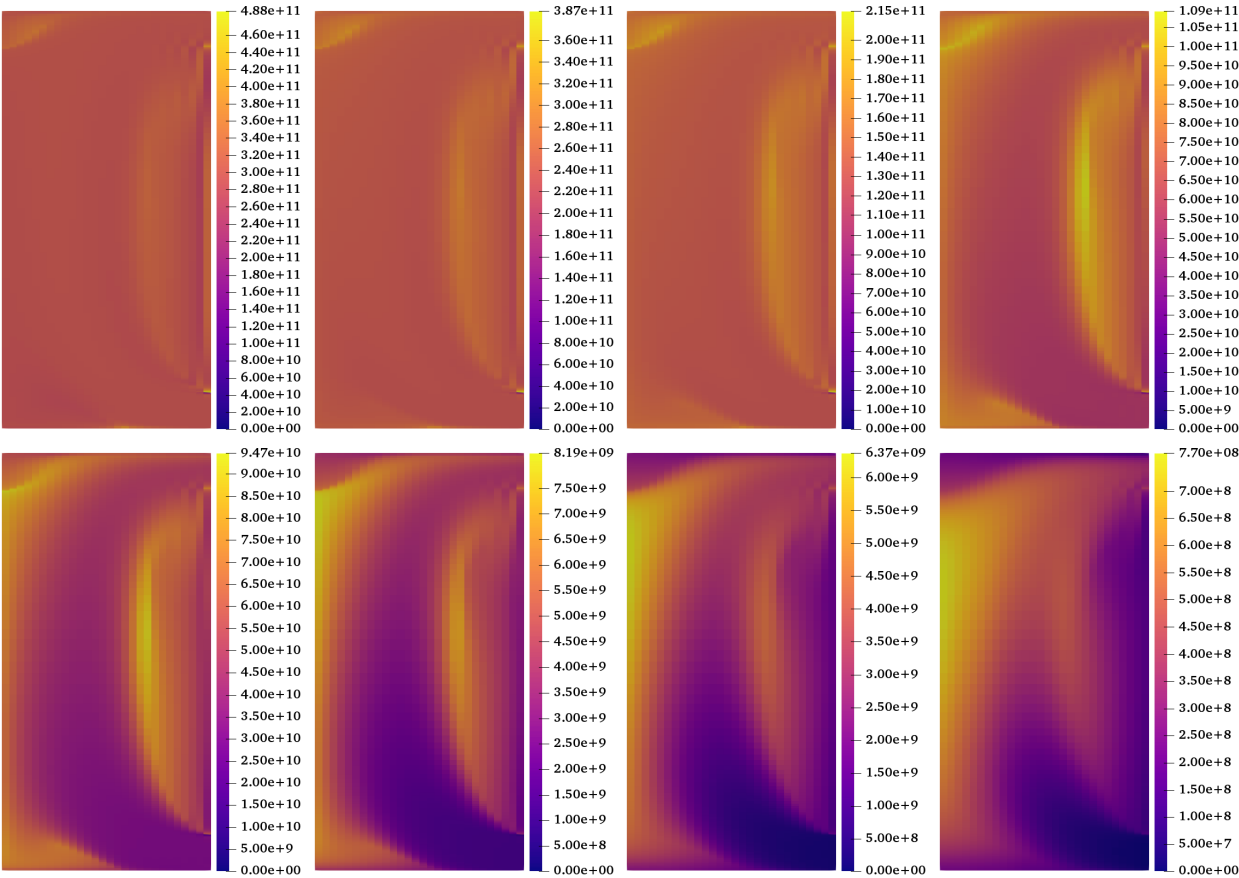 4.88e+11
4.60e+11
4.40e+11
4.20e+11
4.00e+11
3.80e+11
3.60e+11
3.40e+11
3.20e+11
3.00e+11
2.80e+11
2.60e+11
2.40e+11
2.20e+11
2.00e+11
1.80e+11
1.60e+11
1.40e+11
1.20e+11
1.00e+11
8.00e+10
6.00e+10
4.00e+10
2.00e+10
0.00e+00
3.87e+11
3.60e+11
3.40e+11
3.20e+11
3.00e+11
2.80e+11
2.60e+11
2.40e+11
2.20e+11
2.00e+11
1.80e+11
1.60e+11
1.40e+11
1.20e+11
1.00e+11
8.00e+10
6.00e+10
4.00e+10
2.00e+10
0.00e+00
2.15e+11
2.00e+11
1.90e+11
1.80e+11
1.70e+11
1.60e+11
1.50e+11
1.40e+11
1.30e+11
1.20e+11
1.10e+11
1.00e+11
9.00e+10
8.00e+10
7.00e+10
6.00e+10
5.00e+10
4.00e+10
3.00e+10
2.00e+10
1.00e+10
0.00e+00
1.09e+11
1.05e+11
1.00e+11
9.50e+10
9.00e+10
8.50e+10
8.00e+10
7.50e+10
7.00e+10
6.50e+10
6.00e+10
5.50e+10
5.00e+10
4.50e+10
4.00e+10
3.50e+10
3.00e+10
2.50e+10
2.00e+10
1.50e+10
1.00e+10
5.00e+9
0.00e+00
9.47e+10
9.00e+10
8.50e+10
8.00e+10
7.50e+10
7.00e+10
6.50e+10
6.00e+10
5.50e+10
5.00e+10
4.50e+10
4.00e+10
3.50e+10
3.00e+10
2.50e+10
2.00e+10
1.50e+10
1.00e+10
5.00e+9
0.00e+00
8.19e+09
7.50e+9
7.00e+9
6.50e+9
6.00e+9
5.50e+9
5.00e+9
4.50e+9
4.00e+9
3.50e+9
3.00e+9
2.50e+9
2.00e+9
1.50e+9
1.00e+9
5.00e+8
0.00e+00
6.37e+09
6.00e+9
5.50e+9
5.00e+9
4.50e+9
4.00e+9
3.50e+9
3.00e+9
2.50e+9
2.00e+9
1.50e+9
1.00e+9
5.00e+8
0.00e+00
7.70e+08
7.00e+8
6.50e+8
6.00e+8
5.50e+8
5.00e+8
4.50e+8
4.00e+8
3.50e+8
3.00e+8
2.50e+8
2.00e+8
1.50e+8
1.00e+8
5.00e+7
0.00e+00